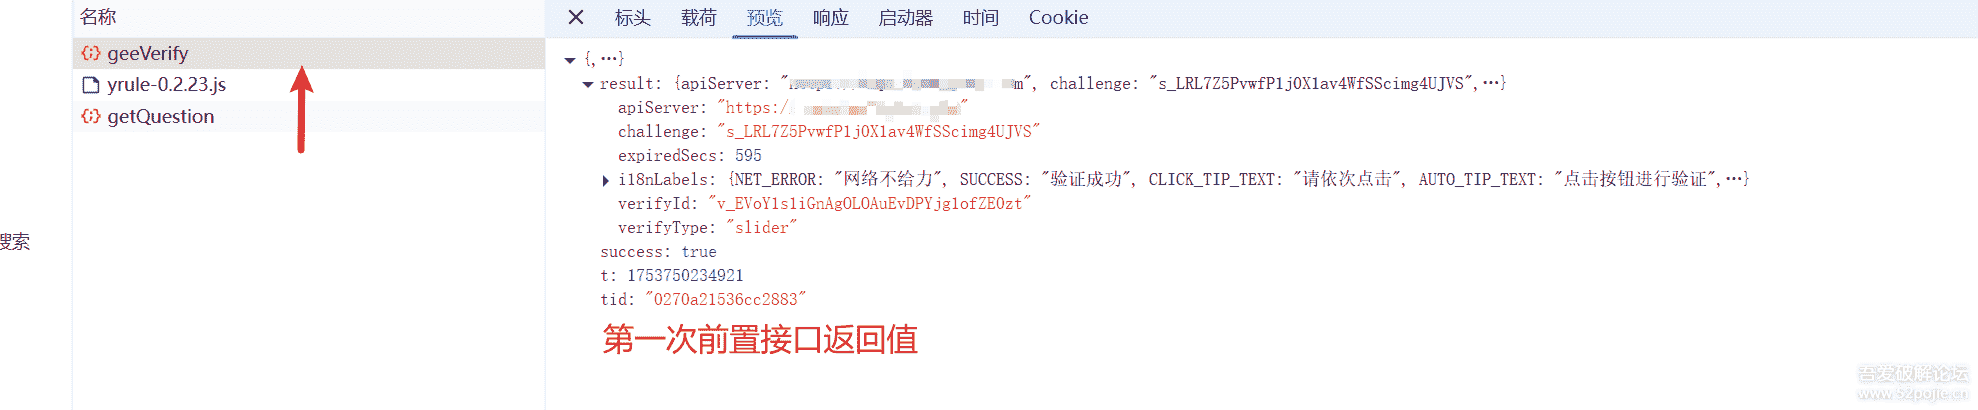 名称
geeVerify
yrule-0.2.23.js
getQuestion
搜索
标头 载荷 预览 响应 启动器 时间 Cookie
{,…}
result: {apiServer: " m", challenge: "s_LRL7Z5PvwfP1j0X1av4WfSScimg4UJVS",…}
apiServer: "https:/ "
challenge: "s_LRL7Z5PvwfP1j0X1av4WfSScimg4UJVS"
expiredSecs: 595
i18nLabels: {NET_ERROR: "网络不给力", SUCCESS: "验证成功", CLICK_TIP_TEXT: "请依次点击", AUTO_TIP_TEXT: "点击按钮进行验证",…}
verifyId: "v_EVoY1s1iGnAgOLOAuEvDPYjg1ofZE0zt"
verifyType: "slider"
success: true
t: 1753750234921
tid: "0270a21536cc2883"
第一次前置接口返回值
吾爱破解论坛
www.52pojie.cn